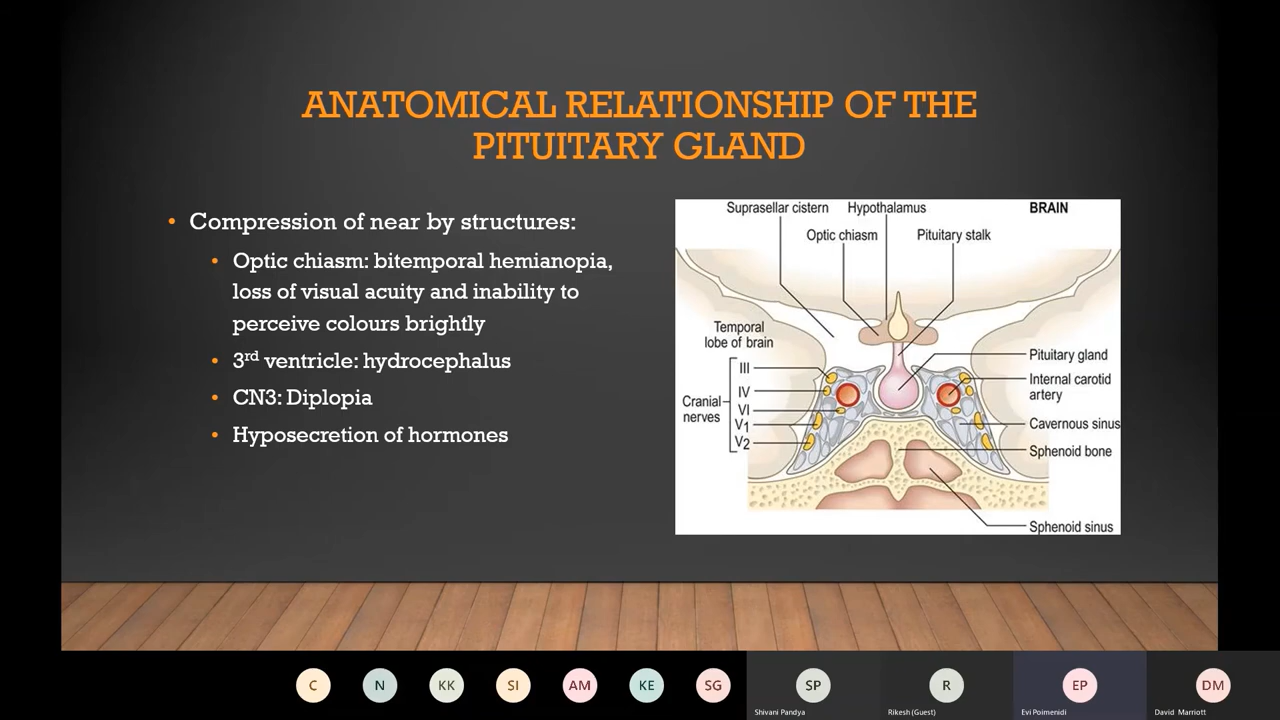 ANATOMICAL RELATIONSHIP OF THE
PITUITARY GLAND
• Compression of near by structures:
• Optic chiasm: bitemporal hemianopia,
loss of visual acuity and inability to
perceive colours brightly
• 3rd ventricle: hydrocephalus
• CN3: Diplopia
• Hyposecretion of hormones
Suprasellar cistern
Hypothalamus
BRAIN
Optic chiasm
Pituitary stalk
Temporal
lobe of brain
III
IV
VI
V1
V2
Cranial
nerves
Pituitary gland
Internal carotid
artery
Cavernous sinus
Sphenoid bone
Sphenoid sinus
C
N
KK
SI
AM
KE
SG
SP
R
EP
DM
Shivani Pandya
Rikesh (Guest)
Evi Poimenidi
David Marriott